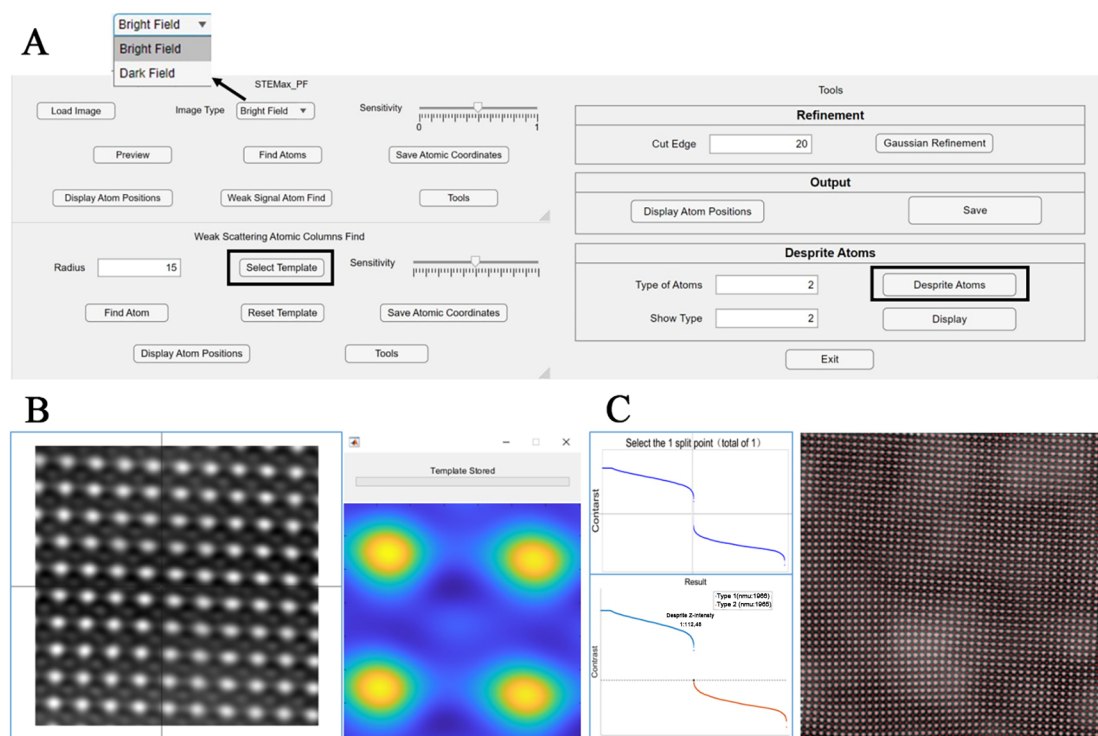 A
Bright Field
Bright Field
Dark Field
STEMax_PF
Load Image
Image Type
Bright Field
Sensitivity
0
1
Preview
Find Atoms
Save Atomic Coordinates
Display Atom Positions
Weak Signal Atom Find
Tools
Weak Scattering Atomic Columns Find
Radius
15
Select Template
Sensitivity
Find Atom
Reset Template
Save Atomic Coordinates
Display Atom Positions
Tools
Tools
Refinement
Cut Edge
20
Gaussian Refinement
Output
Display Atom Positions
Save
Desprite Atoms
Type of Atoms
2
Desprite Atoms
Show Type
2
Display
Exit
B
Template Stored
C
Select the 1 split point（total of 1）
Contarst
Result
Type 1(nmu:1966)
Type 2 (nmu:1965)
Desprite Z-intensity
1:112,48
Contrast